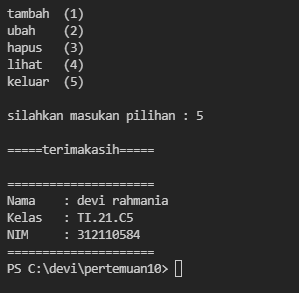 tambah  (1)
ubah    (2)
hapus   (3)
lihat   (4)
keluar  (5)
silahkan masukan pilihan : 5
=====terimakasih=====
=====================
Nama    : devi rahmania
Kelas   : TI.21.C5
NIM     : 312110584
=====================
PS C:\devi\pertemuan10>